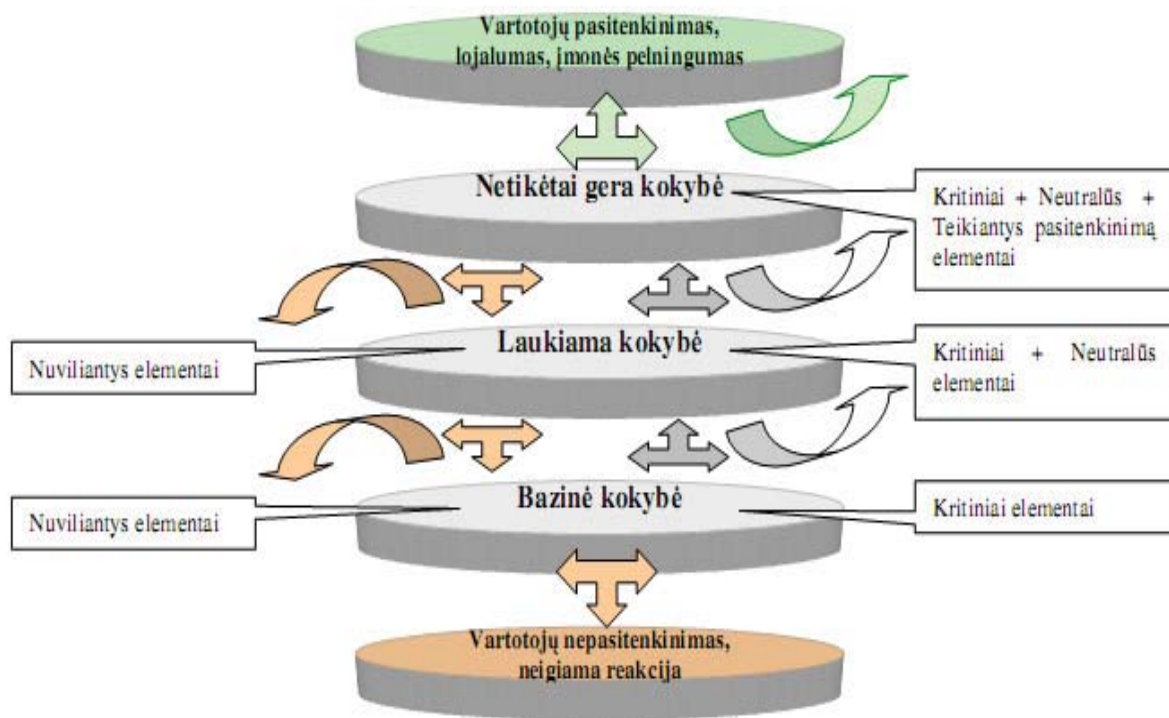 Vartotojų pasitenkinimas,
lojalumas, įmonės pelningumas
Netikėtai gera kokybė
Kritiniai + Neutralūs +
Teikiantys pasitenkinimą
elementai
Laukiama kokybė
Nuviliantys elementai
Kritiniai + Neutralūs
elementai
Bazinė kokybė
Nuviliantys elementai
Kritiniai elementai
Vartotojų nepasitenkinimas,
neigiama reakcija